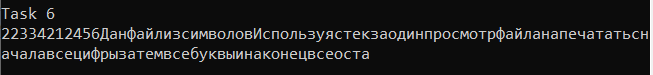 Task 6
22334212456ДанфайлизсимволовИспользуястекзаодинпросмотрфайланапечататьсн
ачалавсецифрызатемвсебуквыинаконецвсеоста